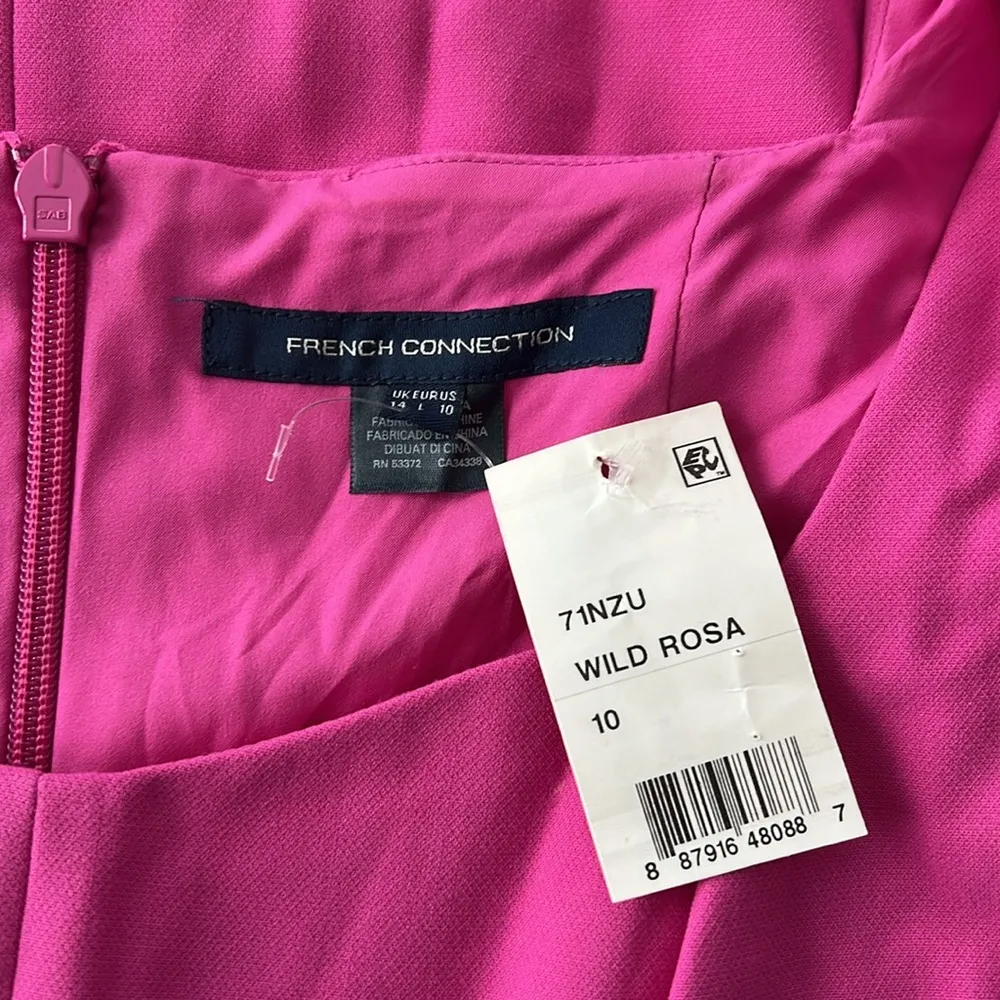 SAB
FRENCH CONNECTION
UK EUR US
14 L 10
FABRICADO EN CHINA
DIBUAT DI CINA
RN 53372 CA34338
71NZU
WILD ROSA
10
8 87916 48088 7